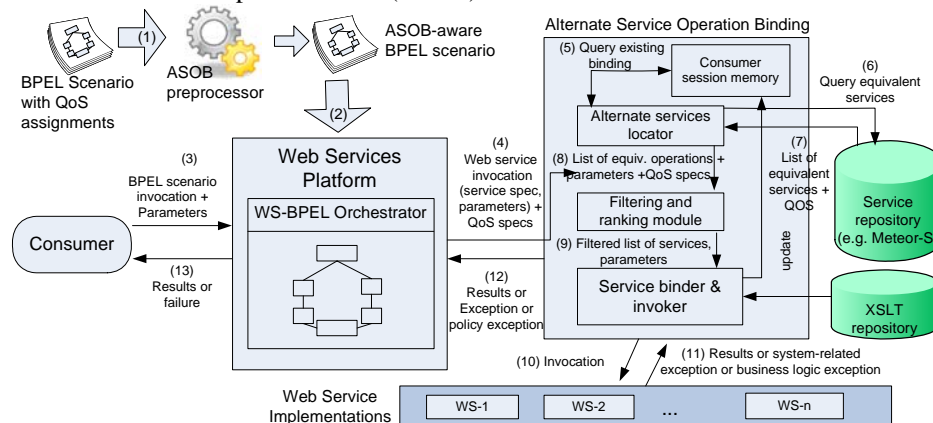 (1)
BPEL Scenario
with QoS
assignments
ASOB
preprocessor
ASOB-aware
BPEL scenario
(2)
Alternate Service Operation Binding
(5) Query existing
binding
Consumer
session memory
(6)
Query equivalent
services
Alternate services
locator
(7)
List of
equivalent
services +
QOS
(8) List of equiv. operations +
parameters +QoS specs
Filtering and
ranking module
(9) Filtered list of services,
parameters
Service binder &
invoker
update
Service
repository
(e.g. Meteor-S
XSLT
repository
Web Services
Platform
WS-BPEL Orchestrator
(3)
BPEL scenario
invocation +
Parameters
Consumer
(13)
Results or
failure
(4)
Web service
invocation
(service spec,
parameters) +
QoS specs
(12)
Results or
Exception or
policy exception
(10) Invocation
(11) Results or system-related
exception or business logic exception
Web Service
Implementations
WS-1
WS-2
...
WS-n